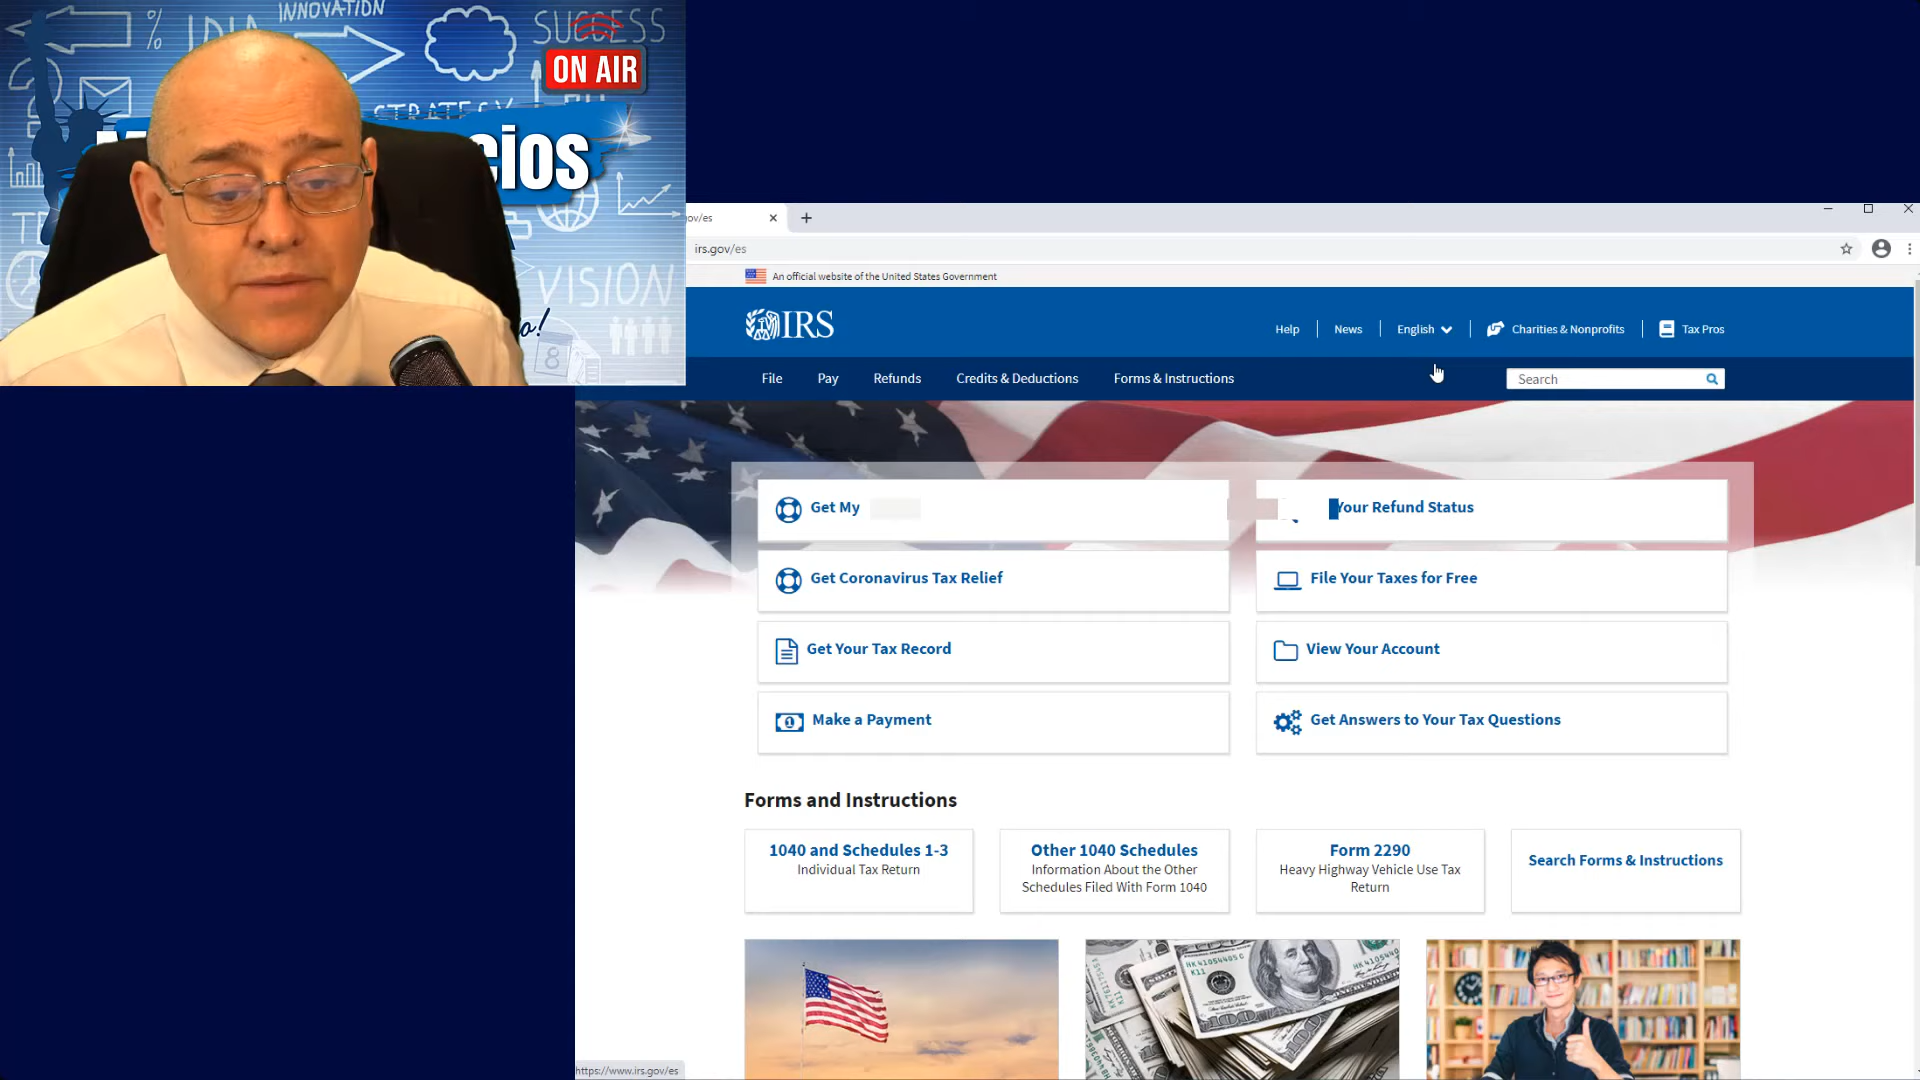 INNOVATION
%
SUCCESS
ON AIR
STRATEGY
cios
VISION
o!
8
ov/es
irs.gov/es
An official website of the United States Government
IRS
Help
News
English
Charities & Nonprofits
Tax Pros
File
Pay
Refunds
Credits & Deductions
Forms & Instructions
Search
Get My
Your Refund Status
Get Coronavirus Tax Relief
File Your Taxes for Free
Get Your Tax Record
View Your Account
Make a Payment
Get Answers to Your Tax Questions
Forms and Instructions
1040 and Schedules 1-3
Individual Tax Return
Other 1040 Schedules
Information About the Other
Schedules Filed With Form 1040
Form 2290
Heavy Highway Vehicle Use Tax
Return
Search Forms & Instructions
https://www.irs.gov/es